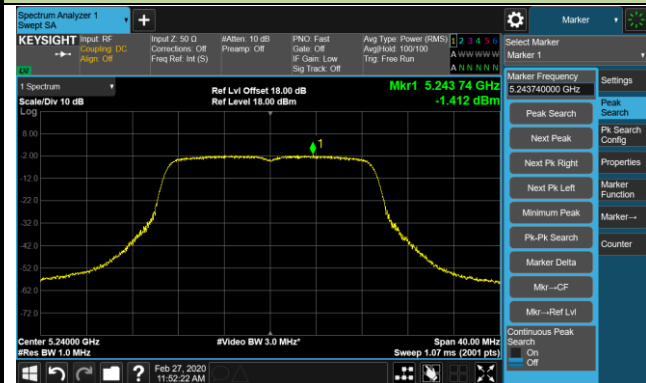 Spectrum Analyzer 1
Swept SA
Marker
KEYSIGHT
Input: RF
Coupling: DC
Align: Off
Input Z: 50 Ω
Corrections: Off
Freq Ref: Int (S)
#Atten: 10 dB
Preamp: Off
PNO: Fast
Gate: Off
IF Gain: Low
Sig Track: Off
Avg Type: Power (RMS)
Avg|Hold: 100/100
Trig: Free Run
1 2 3 4 5 6
A W W W W W
A N N N N N
Select Marker
Marker 1
1 Spectrum
Scale/Div 10 dB
Log
Ref Lvl Offset 18.00 dB
Ref Level 18.00 dBm
Mkr1 5.243 74 GHz
-1.412 dBm
8.00
-2.00
-12.0
-22.0
-32.0
-42.0
-52.0
-62.0
-72.0
1
Center 5.24000 GHz
#Res BW 1.0 MHz
#Video BW 3.0 MHz*
Span 40.00 MHz
Sweep 1.07 ms (2001 pts)
Marker Frequency
5.243740000 GHz
Peak Search
Next Peak
Next Pk Right
Next Pk Left
Minimum Peak
Pk-Pk Search
Marker Delta
Mkr→CF
Mkr→Ref Lvl
Continuous Peak
Search
On
Off
Settings
Peak
Search
Pk Search
Config
Properties
Marker
Function
Marker→
Counter
Feb 27, 2020
11:52:22 AM